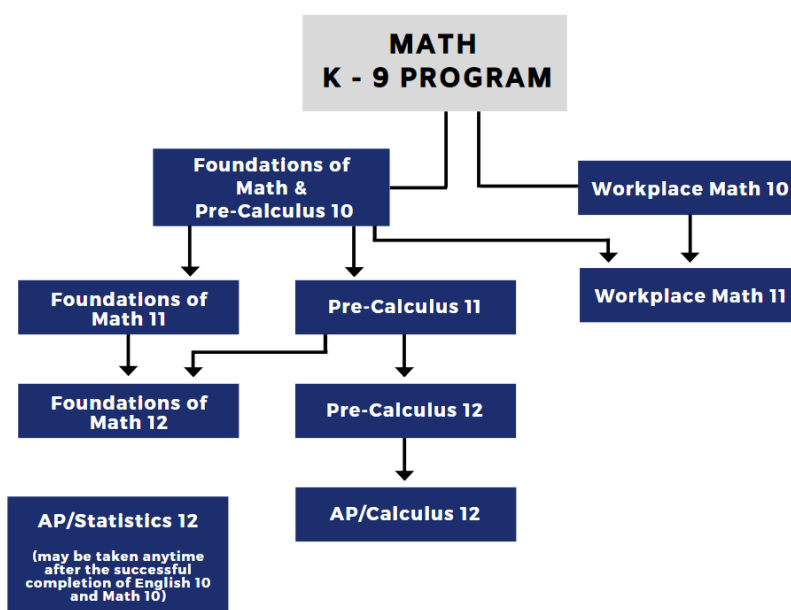 MATH
K - 9 PROGRAM
Foundations of
Math &
Pre-Calculus 10
Workplace Math 10
Foundations of
Math 11
Pre-Calculus 11
Workplace Math 11
Foundations of
Math 12
Pre-Calculus 12
AP/Statistics 12
(may be taken anytime
after the successful
completion of English 10
and Math 10)
AP/Calculus 12